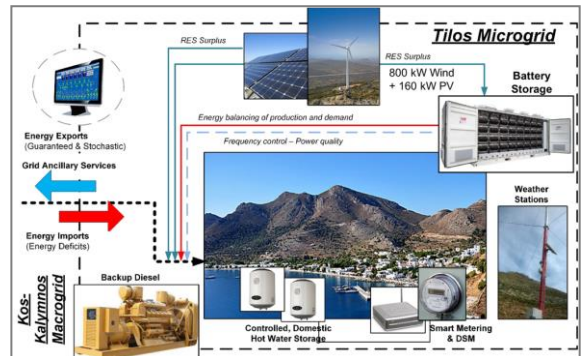 Tilos Microgrid
RES Surplus
RES Surplus
800 kW Wind
+ 160 kW PV
Battery
Storage
Energy Exports
(Guaranteed & Stochastic)
Grid Ancillary Services
Energy Imports
(Energy Deficits)
Energy balancing of production and demand
Frequency control – Power quality
Weather
Stations
Kos-
Kalymnos
Macrogrid
Backup Diesel
Controlled, Domestic
Hot Water Storage
Smart Metering
& DSM